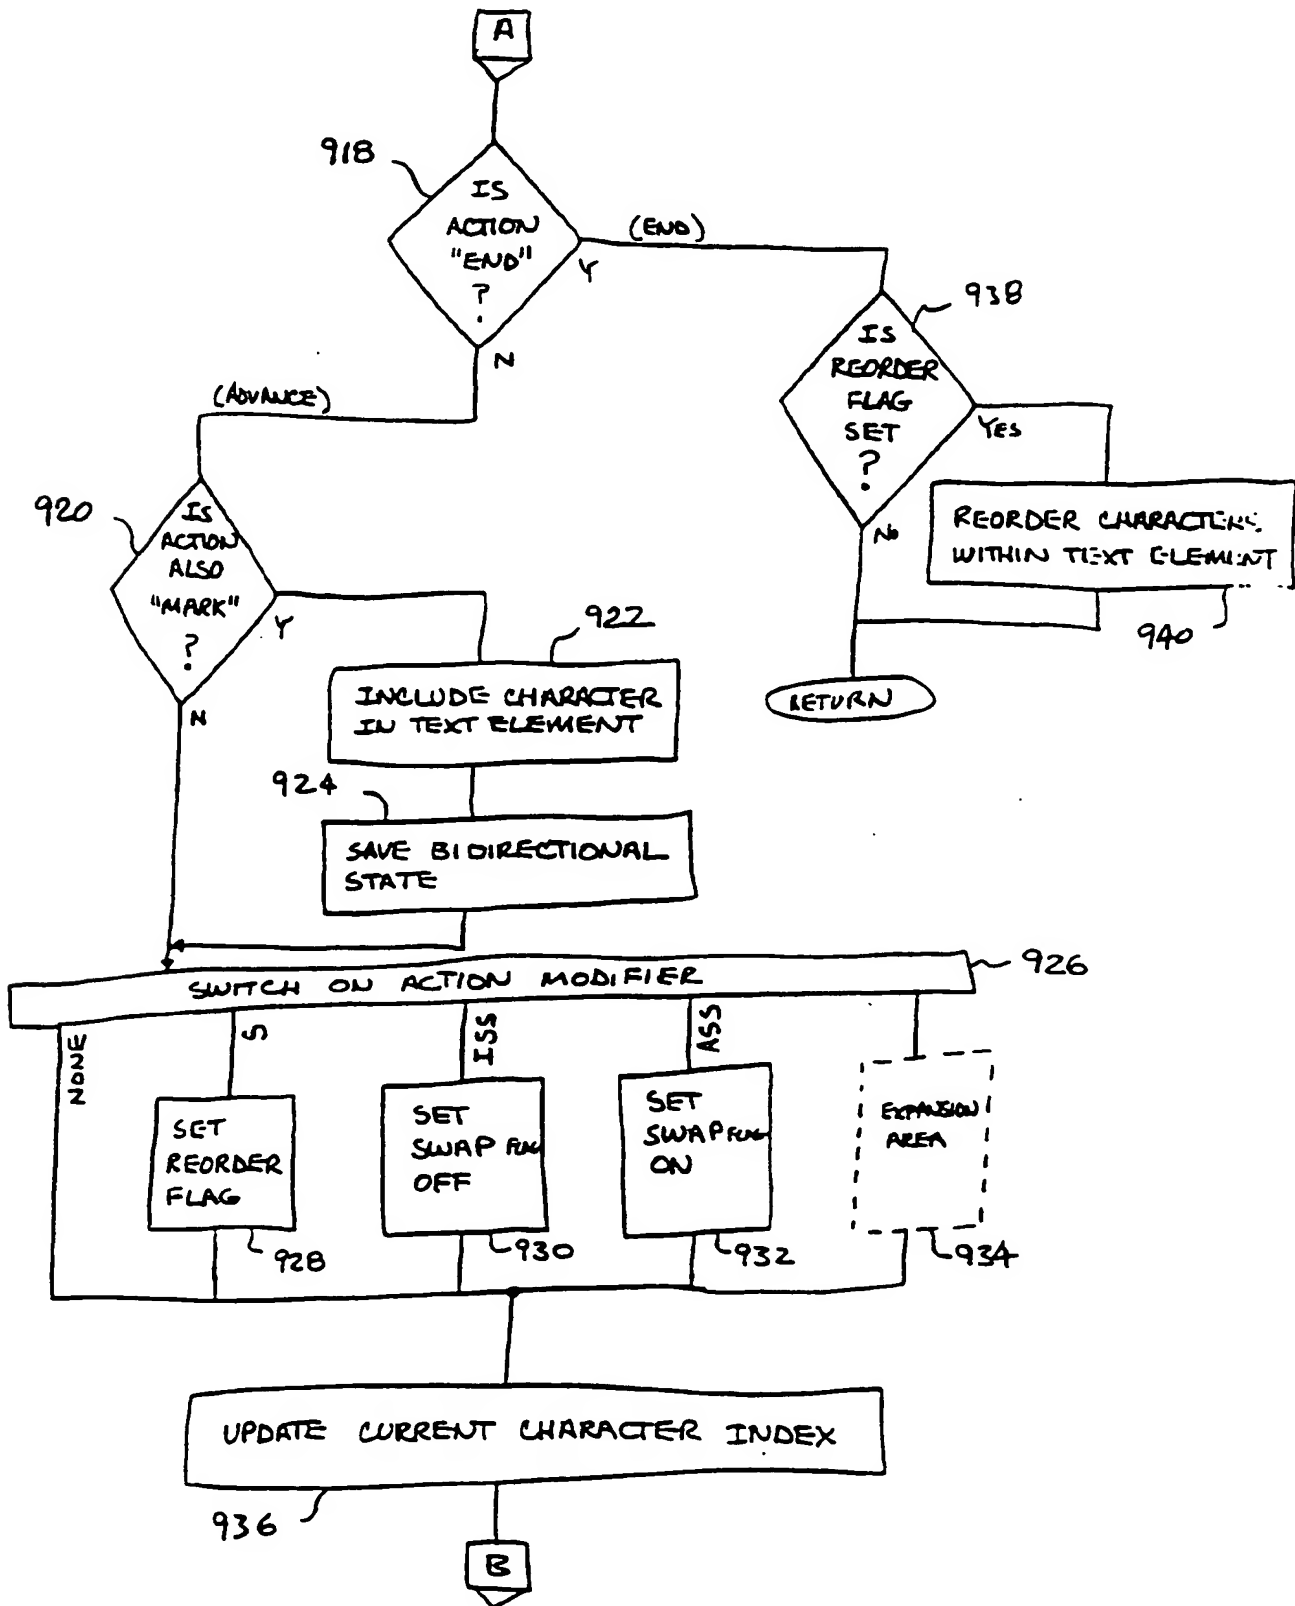 A
918
IS
ACTION
"END"
?
Y
(END)
N
938
IS
REORDER
FLAG
SET
?
YES
No
(ADVANCE)
920
IS
ACTION
ALSO
"MARK"
?
Y
N
REORDER CHARACTERS
WITHIN TEXT ELEMENT
940
RETURN
922
INCLUDE CHARACTER
IN TEXT ELEMENT
924
SAVE BIDIRECTIONAL
STATE
SWITCH ON ACTION MODIFIER
926
NONE
S
ISS
ASS
SET
REORDER
FLAG
928
SET
SWAP FLAG
OFF
930
SET
SWAP FLAG
ON
932
EXPANSION
AREA
934
UPDATE CURRENT CHARACTER INDEX
936
B